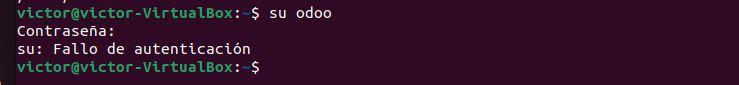 victor@victor-VirtualBox:~$ su odoo
Contraseña:
su: Fallo de autenticación
victor@victor-VirtualBox:~$